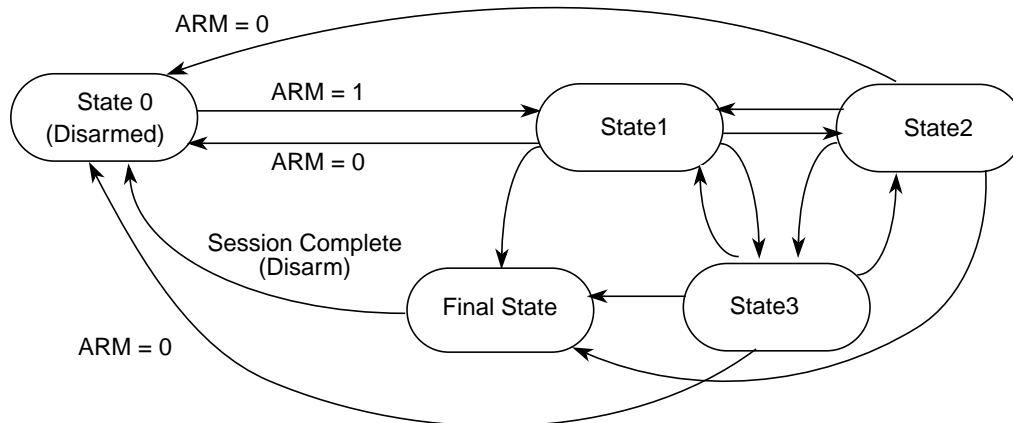 ARM = 0
State 0
(Disarmed)
ARM = 1
ARM = 0
State1
State2
Session Complete
(Disarm)
Final State
State3
ARM = 0